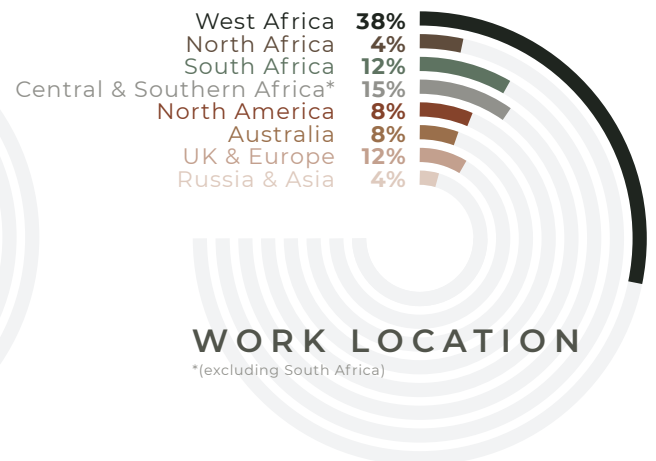 West Africa 38%
North Africa 4%
South Africa 12%
Central & Southern Africa* 15%
North America 8%
Australia 8%
UK & Europe 12%
Russia & Asia 4%
WORK LOCATION
*(excluding South Africa)